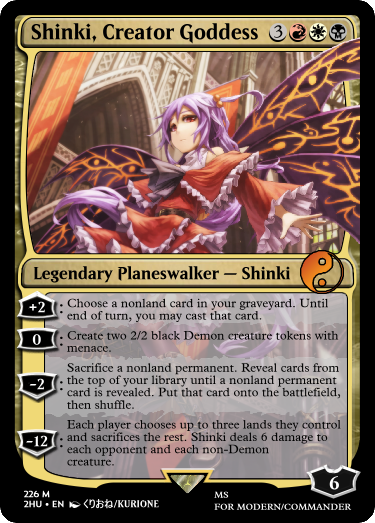 Shinki, Creator Goddess 3
Legendary Planeswalker — Shinki
+2: Choose a nonland card in your graveyard. Until
end of turn, you may cast that card.
0: Create two 2/2 black Demon creature tokens with
menace.
Sacrifice a nonland permanent. Reveal cards from
the top of your library until a nonland permanent
-2: card is revealed. Put that card onto the battlefield,
then shuffle.
Each player chooses up to three lands they control
-12: and sacrifices the rest. Shinki deals 6 damage to
each opponent and each non-Demon
creature.
6
226 M
2HU • EN くりおね/KURIONE
MS
FOR MODERN/COMMANDER